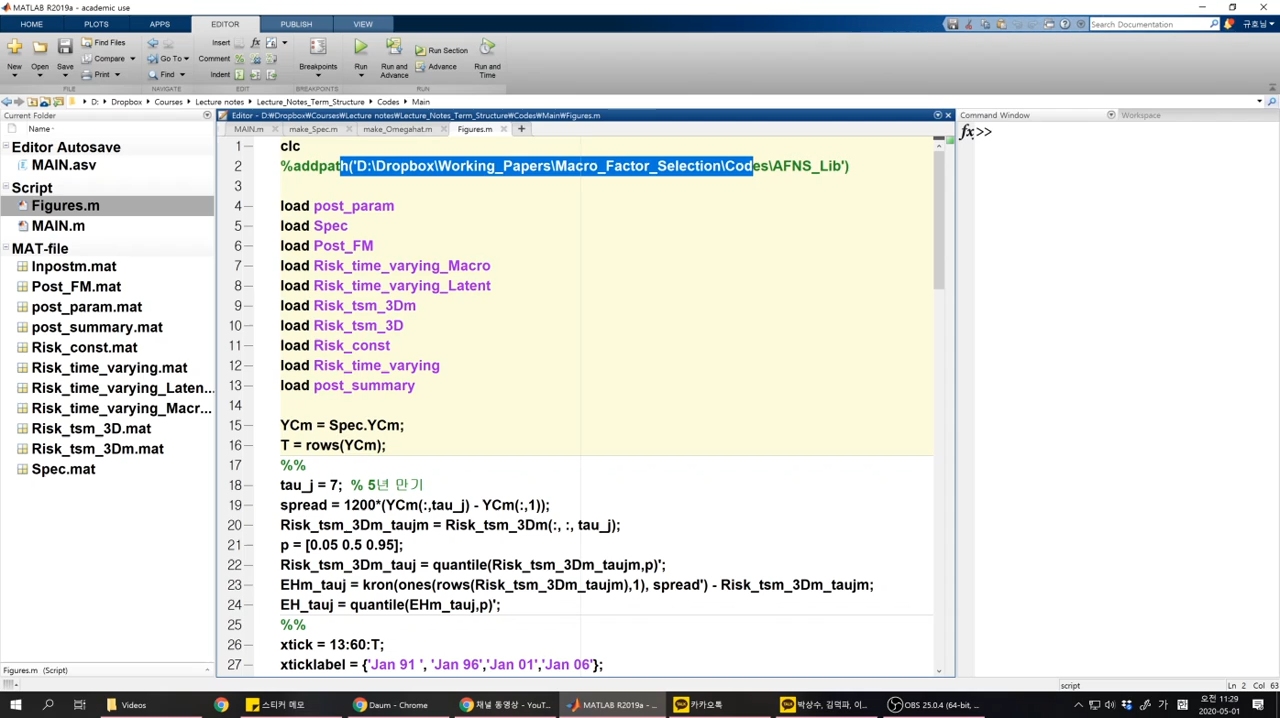 MATLAB R2019a - academic use
HOME PLOTS APPS EDITOR PUBLISH VIEW
Search Documentation 규호님
New Open Save Find Files Compare Print
Go To Find
Insert Comment Indent
Breakpoints
Run Run and Advance Run Section Advance Run and Time
FILE NAVIGATE EDIT BREAKPOINTS RUN
D: Dropbox Courses Lecture notes Lecture_Notes_Term_Structure Codes Main
Current Folder
Name
Editor Autosave
MAIN.asv
Script
Figures.m
MAIN.m
MAT-file
Inpostm.mat
Post_FM.mat
post_param.mat
post_summary.mat
Risk_const.mat
Risk_time_varying.mat
Risk_time_varying_Laten...
Risk_time_varying_Macr...
Risk_tsm_3D.mat
Risk_tsm_3Dm.mat
Spec.mat
Figures.m (Script)
Editor - D:₩Dropbox₩Courses₩Lecture notes₩Lecture_Notes_Term_Structure₩Codes₩Main₩Figures.m
MAIN.m make_Spec.m make_Omegahat.m Figures.m
1 clc
2 %addpath('D:\Dropbox\Working_Papers\Macro_Factor_Selection\Codes\AFNS_Lib')
3
4 load post_param
5 load Spec
6 load Post_FM
7 load Risk_time_varying_Macro
8 load Risk_time_varying_Latent
9 load Risk_tsm_3Dm
10 load Risk_tsm_3D
11 load Risk_const
12 load Risk_time_varying
13 load post_summary
14
15 YCm = Spec.YCm;
16 T = rows(YCm);
17 %%
18 tau_j = 7; % 5년 만기
19 spread = 1200*(YCm(:,tau_j) - YCm(:,1));
20 Risk_tsm_3Dm_taujm = Risk_tsm_3Dm(:, :, tau_j);
21 p = [0.05 0.5 0.95];
22 Risk_tsm_3Dm_tauj = quantile(Risk_tsm_3Dm_taujm,p)';
23 EHm_tauj = kron(ones(rows(Risk_tsm_3Dm_taujm),1), spread') - Risk_tsm_3Dm_taujm;
24 EH_tauj = quantile(EHm_tauj,p)';
25 %%
26 xtick = 13:60:T;
27 xticklabel = {'Jan 91 ', 'Jan 96','Jan 01','Jan 06'};
Command Window Workspace
fx >>
script Ln 2 Col 63
Videos 스티커 메모 Daum - Chrome 채널 동영상 - YouT... MATLAB R2019a - ... 카카오톡 박상수, 김덕파, 이... OBS 25.0.4 (64-bit, ...
오전 11:29
2020-05-01